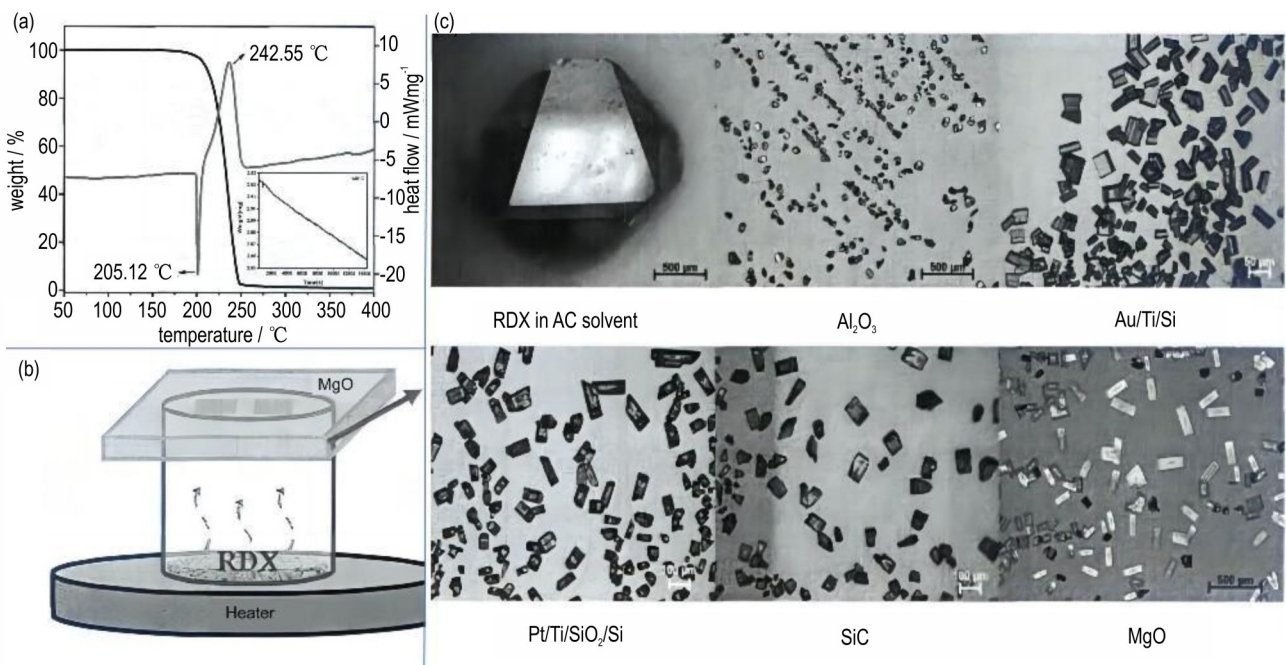 (a)
242.55 ℃
205.12 ℃
weight / %
100
80
60
40
20
0
heat flow / mWmg⁻¹
10
5
0
-5
-10
-15
-20
50 100 150 200 250 300 350 400
temperature / ℃
(b)
MgO
RDX
Heater
(c)
500 μm
500 μm
50 μm
RDX in AC solvent
Al₂O₃
Au/Ti/Si
500 μm
Pt/Ti/SiO₂/Si
SiC
MgO